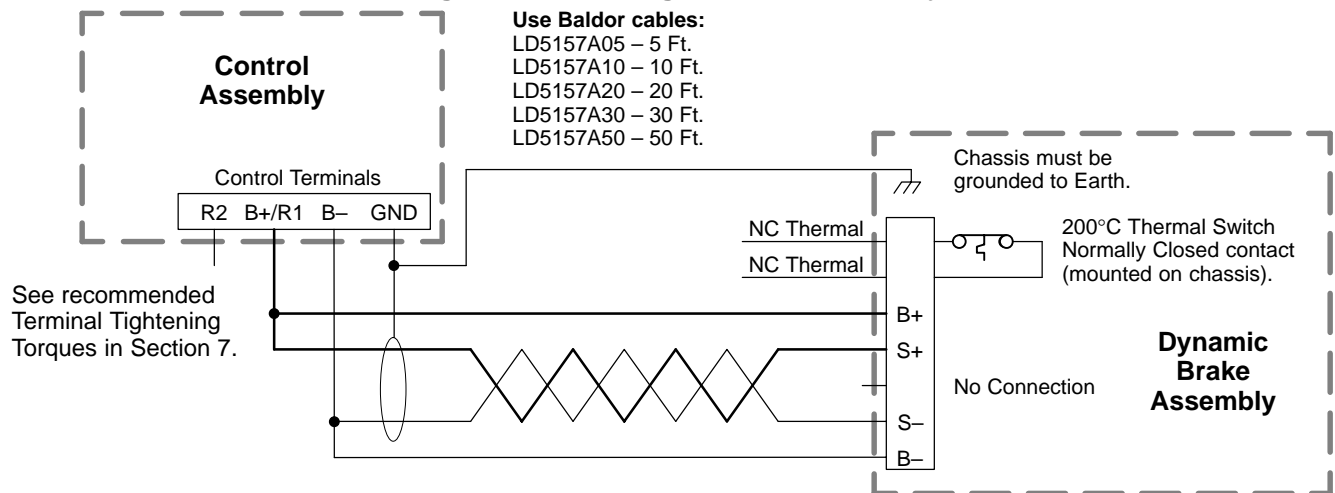 Use Baldor cables:
LD5157A05 – 5 Ft.
LD5157A10 – 10 Ft.
LD5157A20 – 20 Ft.
LD5157A30 – 30 Ft.
LD5157A50 – 50 Ft.
Control
Assembly
Control Terminals
R2 B+/R1 B– GND
See recommended
Terminal Tightening
Torques in Section 7.
Chassis must be
grounded to Earth.
NC Thermal
NC Thermal
200°C Thermal Switch
Normally Closed contact
(mounted on chassis).
B+
S+
No Connection
S–
B–
Dynamic
Brake
Assembly